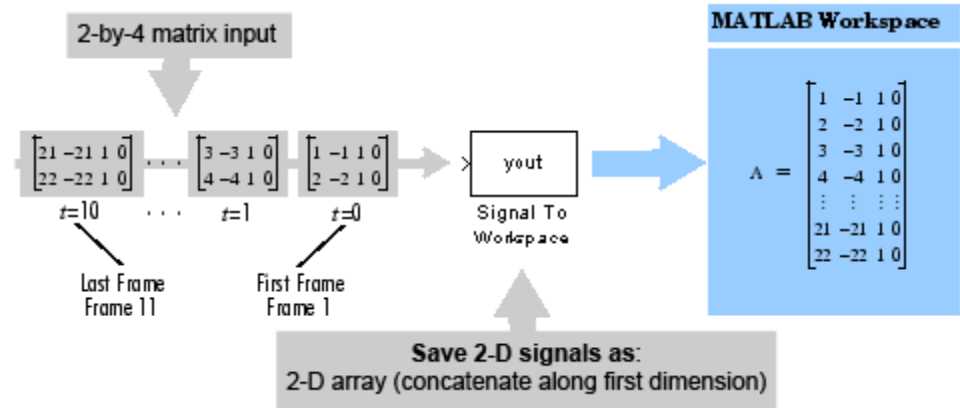 2-by-4 matrix input
MATLAB Workspace
[21 -21 1 0] . . . [3 -3 1 0] [1 -1 1 0]
[22 -22 1 0] [4 -4 1 0] [2 -2 1 0]
t=10 . . . t=1 t=0
Last Frame
Frame 11
First Frame
Frame 1
yout
Signal To
Workspace
A =
1 -1 1 0
2 -2 1 0
3 -3 1 0
4 -4 1 0
⋮ ⋮ ⋮ ⋮
21 -21 1 0
22 -22 1 0
Save 2-D signals as:
2-D array (concatenate along first dimension)